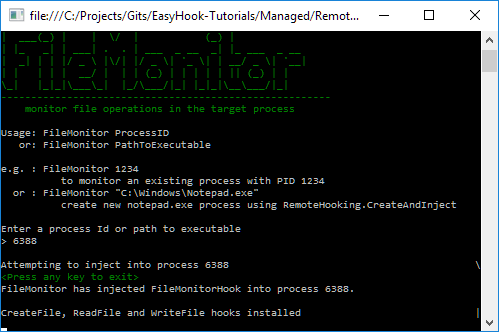 file:///C:/Projects/Gits/EasyHook-Tutorials/Managed/Remot...
FileMonitor
monitor file operations in the target process
Usage: FileMonitor ProcessID
or: FileMonitor PathToExecutable
e.g. : FileMonitor 1234
to monitor an existing process with PID 1234
or : FileMonitor "C:\Windows\Notepad.exe"
create new notepad.exe process using RemoteHooking.CreateAndInject
Enter a process Id or path to executable
> 6388
Attempting to inject into process 6388 \
<Press any key to exit>
FileMonitor has injected FileMonitorHook into process 6388.
CreateFile, ReadFile and WriteFile hooks installed |